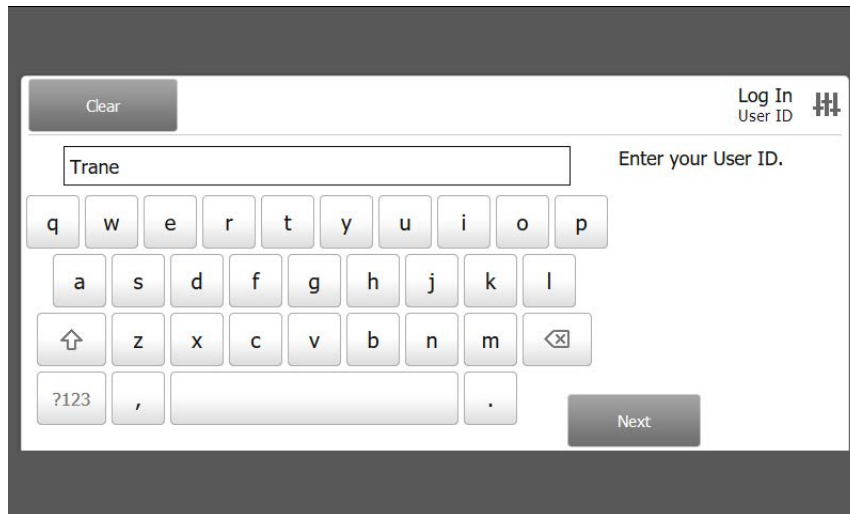 Clear
Log In
User ID
Trane
Enter your User ID.
q w e r t y u i o p
a s d f g h j k l
z x c v b n m
?123 , .
Next